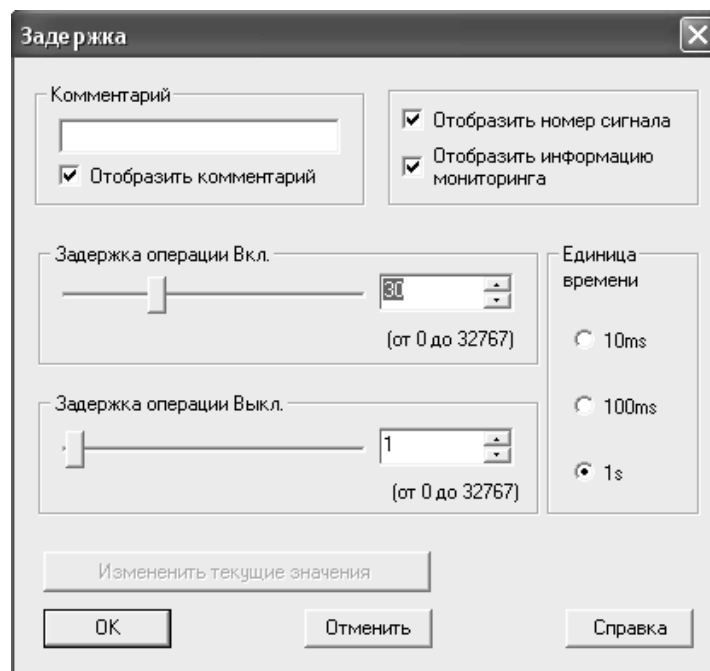 Задержка
Комментарий
Отобразить комментарий
Отобразить номер сигнала
Отобразить информацию
мониторинга
Задержка операции Вкл.
30
(от 0 до 32767)
Задержка операции Выкл.
1
(от 0 до 32767)
Единица
времени
10ms
100ms
1s
Измененить текущие значения
OK
Отменить
Справка